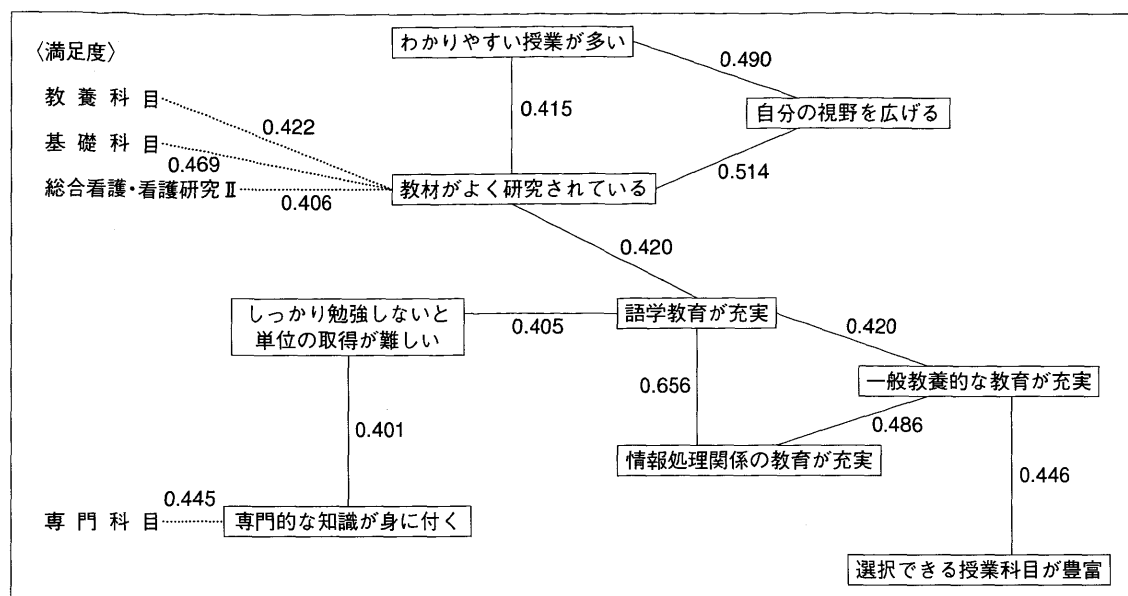 わかりやすい授業が多い
〈満足度〉
0.490
教養科目
0.415
自分の視野を広げる
0.422
基礎科目
0.469
0.514
総合看護・看護研究Ⅱ
0.406
教材がよく研究されている
0.420
しっかり勉強しないと
単位の取得が難しい
0.405
語学教育が充実
0.420
一般教養的な教育が充実
0.656
0.401
0.486
情報処理関係の教育が充実
0.446
0.445
専門科目
専門的な知識が身に付く
選択できる授業科目が豊富